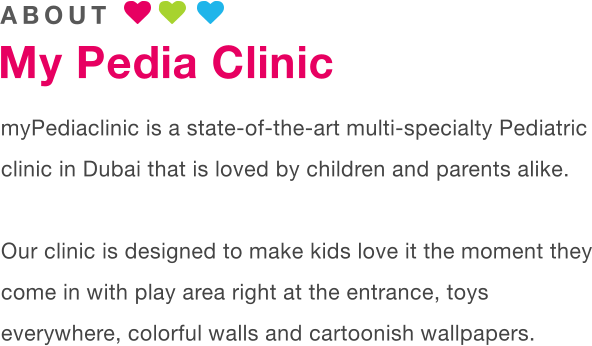 ABOUT
My Pedia Clinic
myPediaclinic is a state-of-the-art multi-specialty Pediatric
clinic in Dubai that is loved by children and parents alike.
Our clinic is designed to make kids love it the moment they
come in with play area right at the entrance, toys
everywhere, colorful walls and cartoonish wallpapers.